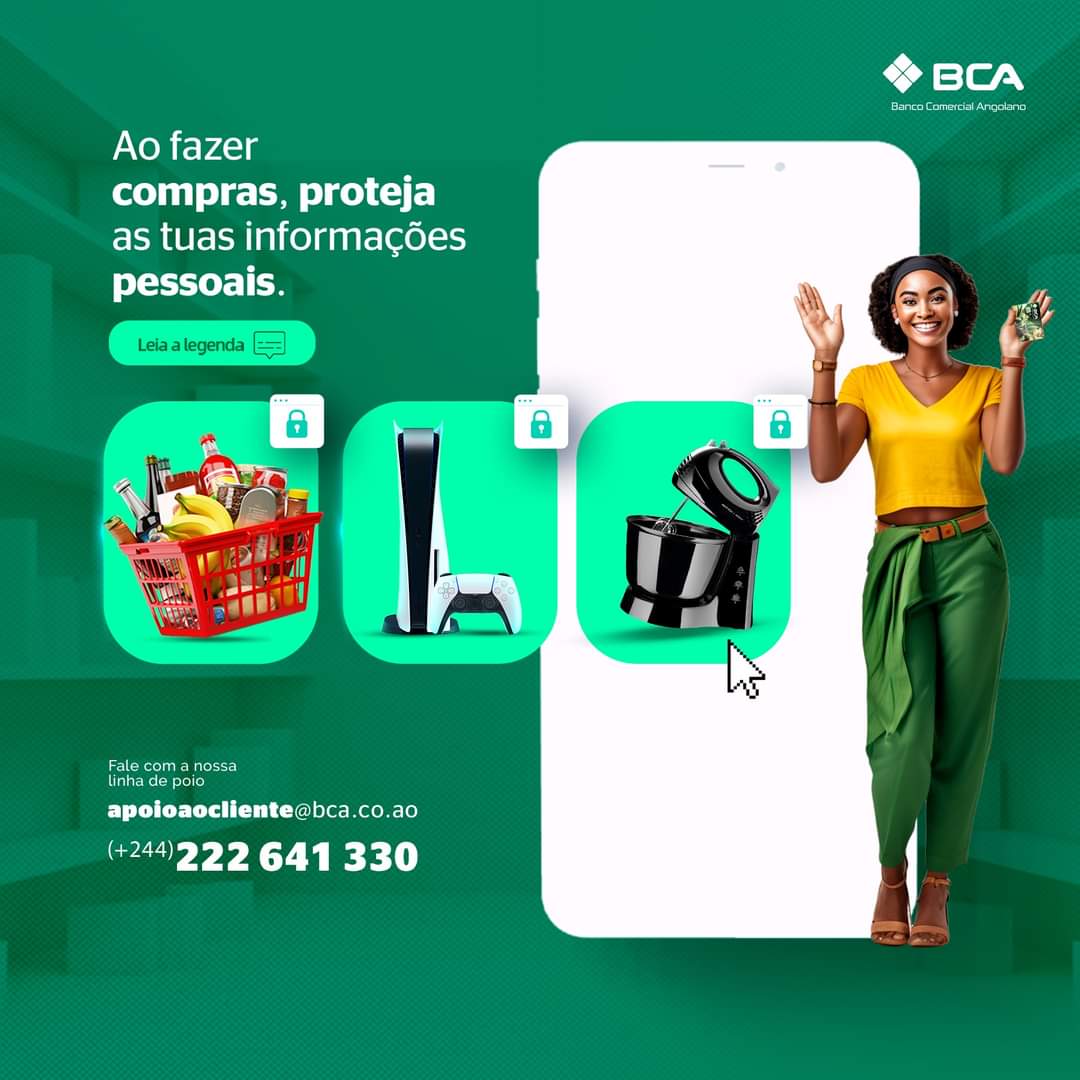 BCA
Banco Comercial Angolano
Ao fazer
compras, proteja
as tuas informações
pessoais.
Leia a legenda
Fale com a nossa
linha de poio
apoioaocliente@bca.co.ao
(+244)222 641 330